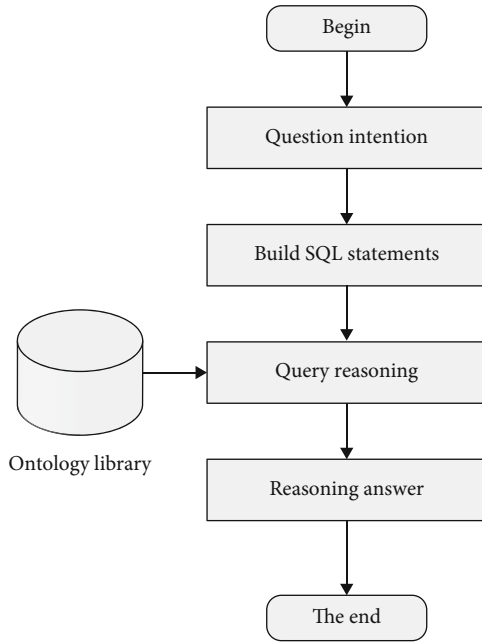 Begin
Question intention
Build SQL statements
Query reasoning
Ontology library
Reasoning answer
The end